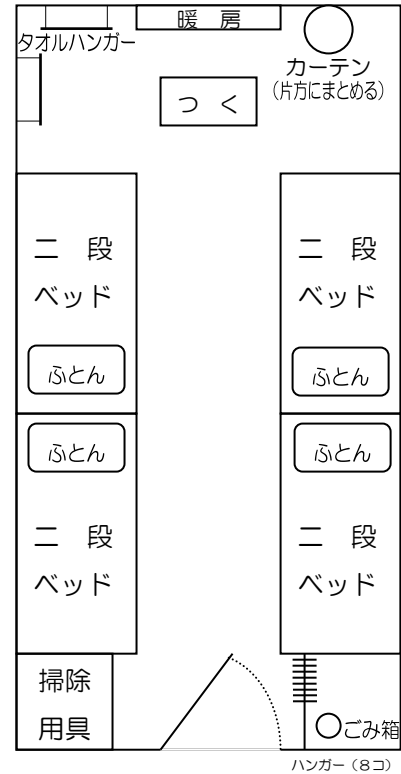 暖　房
タオルハンガー
カーテン
（片方にまとめる）
つ　く
二　段
ベッド
ふとん
二　段
ベッド
ふとん
ふとん
二　段
ベッド
ふとん
二　段
ベッド
掃除
用具
ごみ箱
ハンガー（８コ）